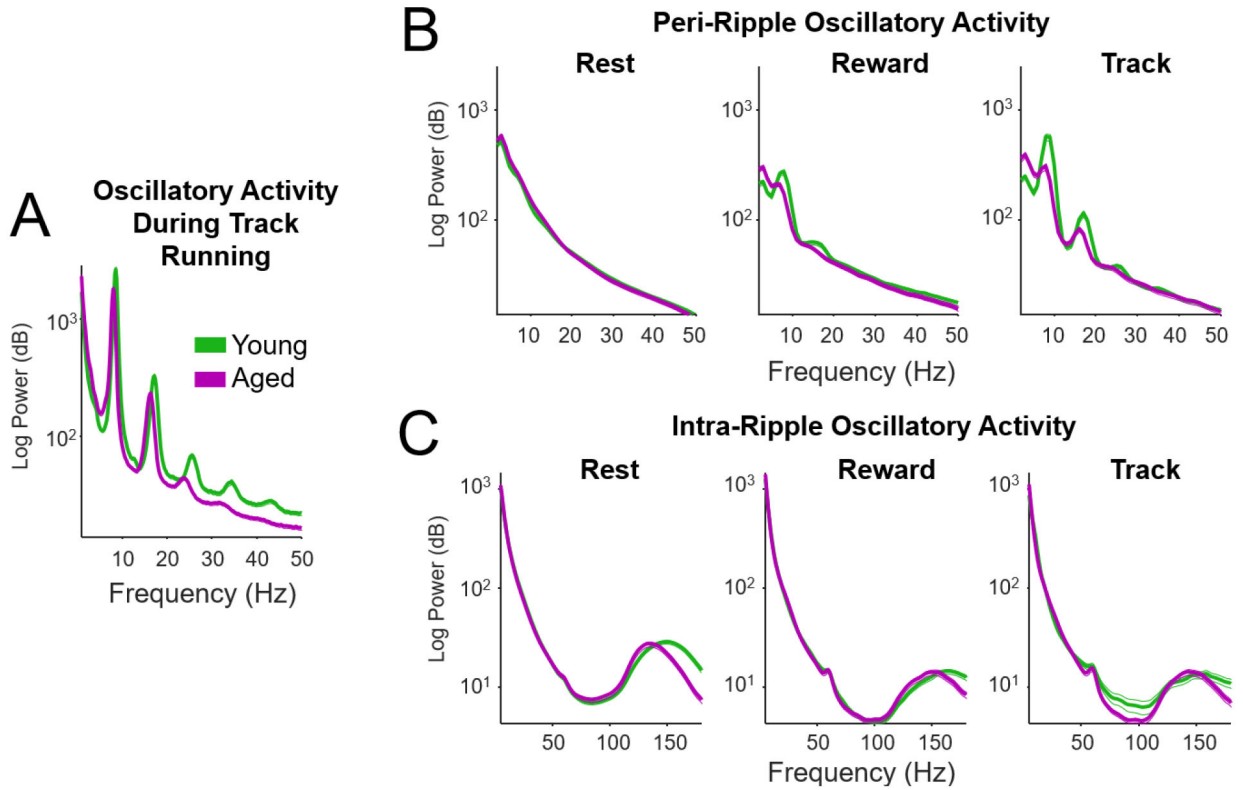 A
Oscillatory Activity
During Track
Running
Log Power (dB)
10³
10²
Young
Aged
10 20 30 40 50
Frequency (Hz)
B
Peri-Ripple Oscillatory Activity
Rest Reward Track
Log Power (dB)
10³ 10³ 10³
10² 10² 10²
10 20 30 40 50 10 20 30 40 50 10 20 30 40 50
Frequency (Hz)
C
Intra-Ripple Oscillatory Activity
Rest Reward Track
Log Power (dB)
10³ 10³ 10³
10² 10² 10²
10¹ 10¹ 10¹
50 100 150 50 100 150 50 100 150
Frequency (Hz)